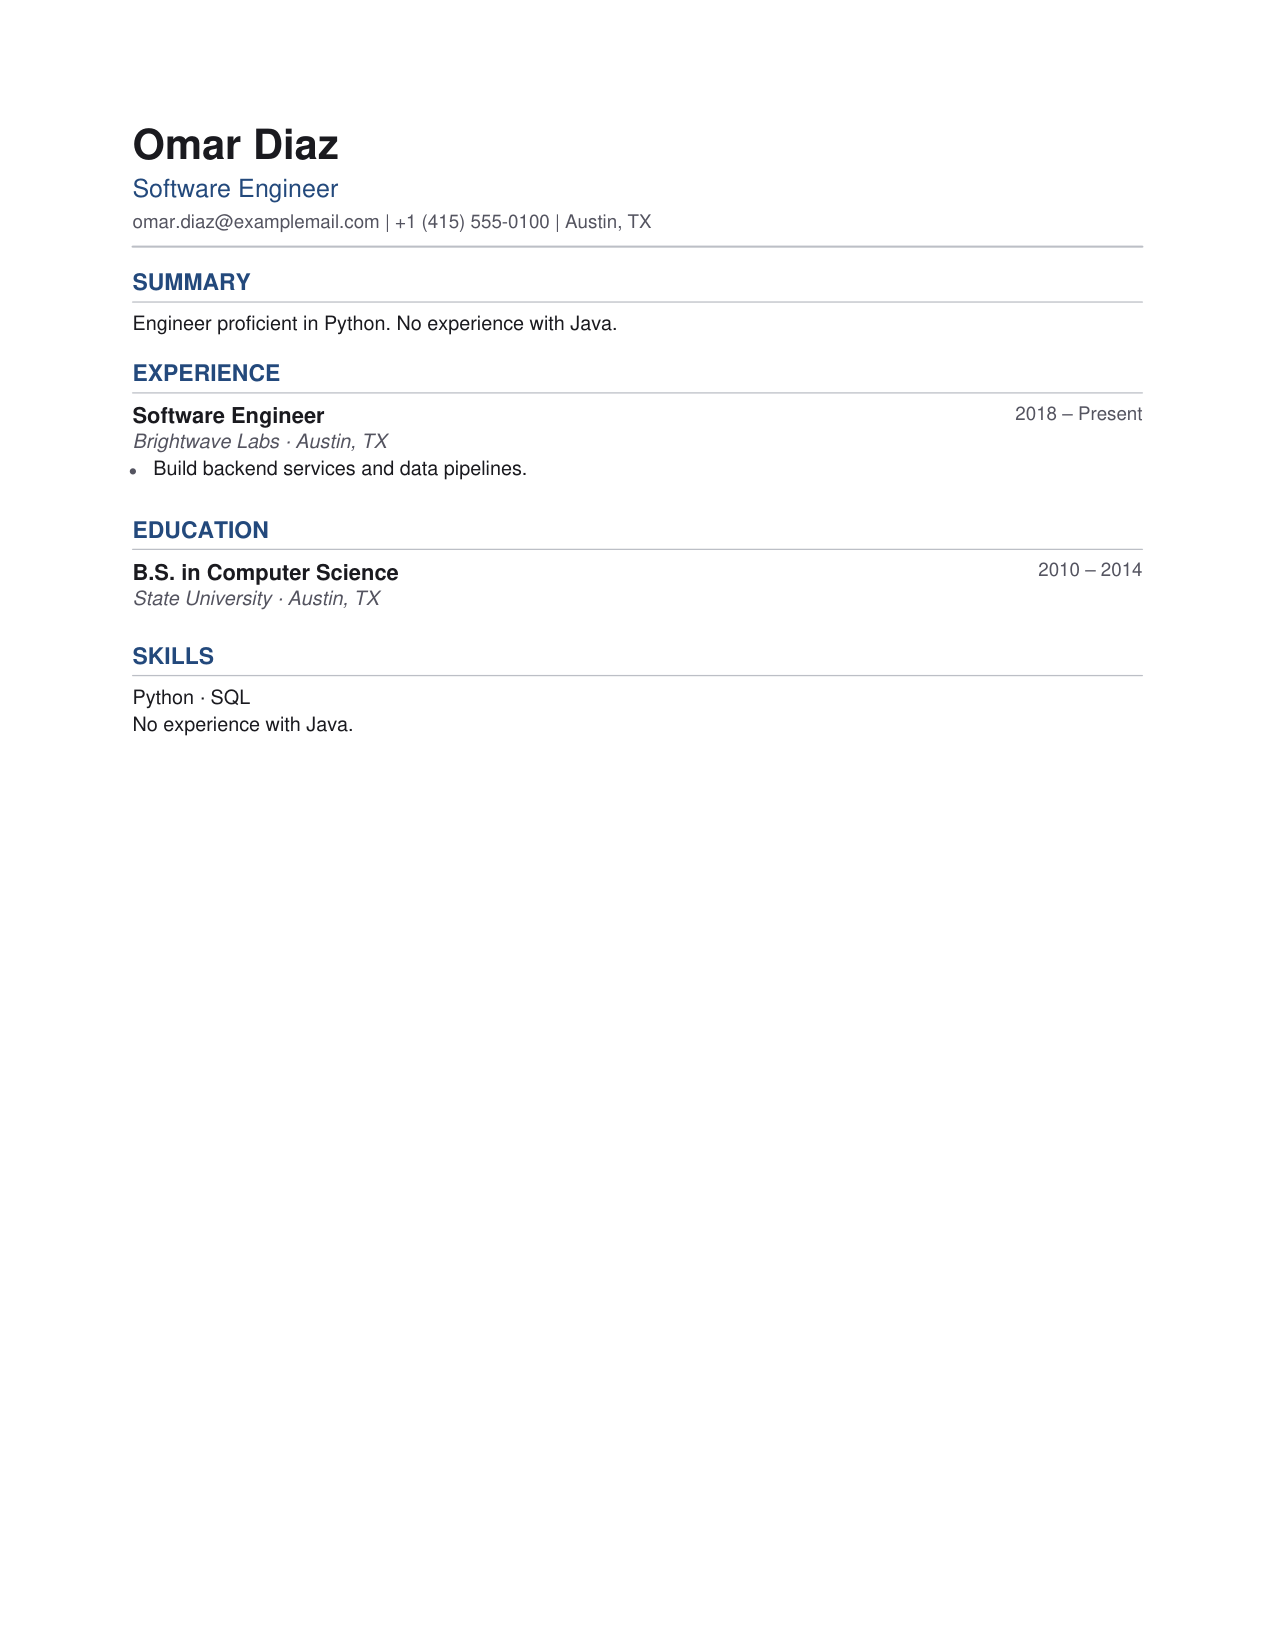 Omar Diaz
Software Engineer
omar.diaz@examplemail.com | +1 (415) 555-0100 | Austin, TX
SUMMARY
Engineer proficient in Python. No experience with Java.
EXPERIENCE
Software Engineer 2018 – Present
Brightwave Labs · Austin, TX
• Build backend services and data pipelines.
EDUCATION
B.S. in Computer Science 2010 – 2014
State University · Austin, TX
SKILLS
Python · SQL
No experience with Java.